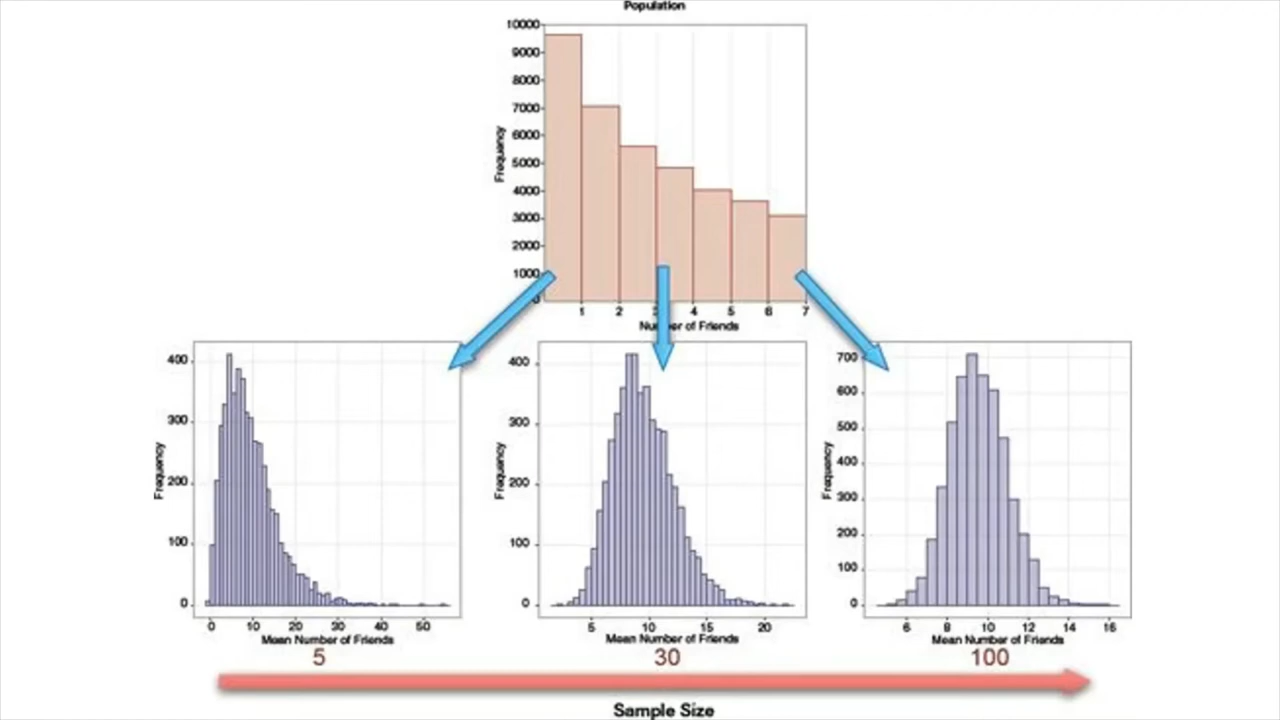 Population
10000
9000
8000
7000
6000
5000
4000
3000
2000
1000
0
Frequency
1 2 3 4 5 6 7
Number of Friends
400
300
200
100
0
Frequency
0 10 20 30 40 50
Mean Number of Friends
5
400
300
200
100
0
Frequency
5 10 15 20
Mean Number of Friends
30
700
600
500
400
300
200
100
0
Frequency
6 8 10 12 14 16
Mean Number of Friends
100
Sample Size